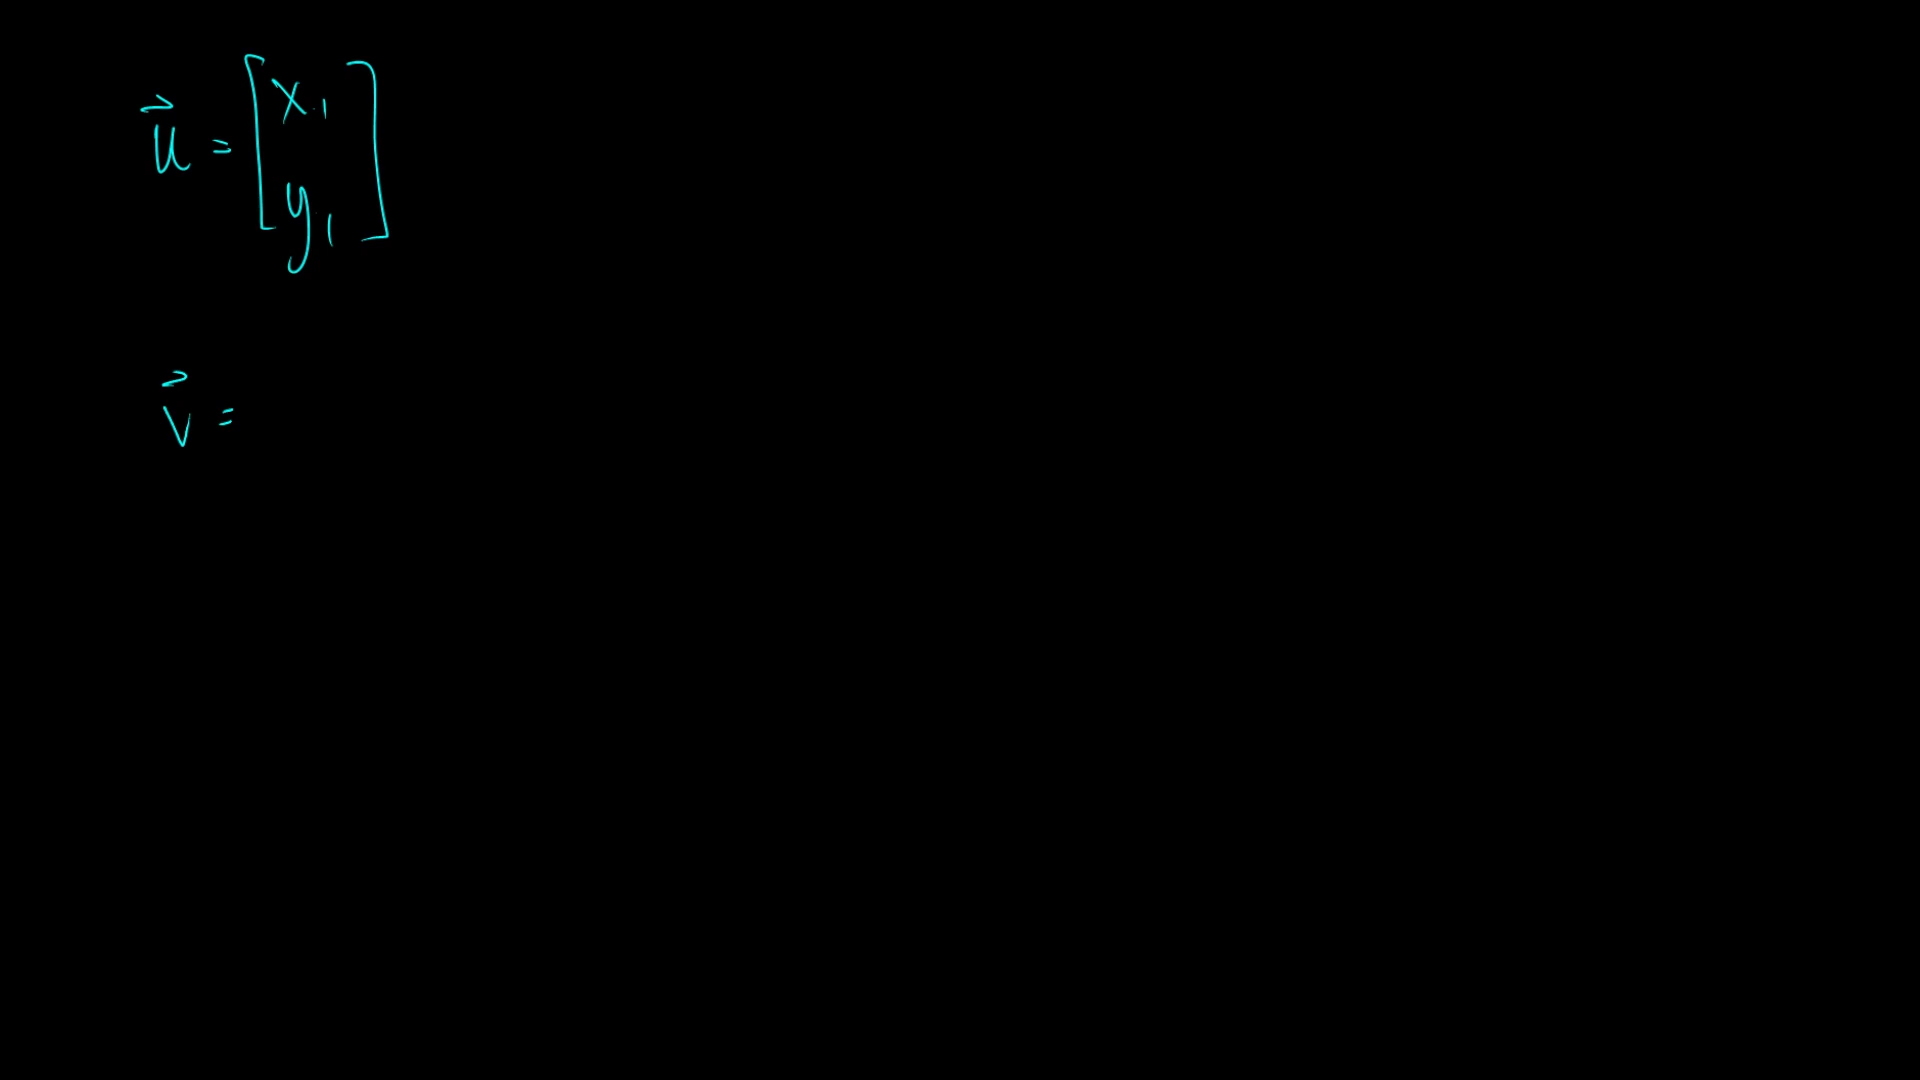 u⃗ = [x₁
y₁]
v⃗ =